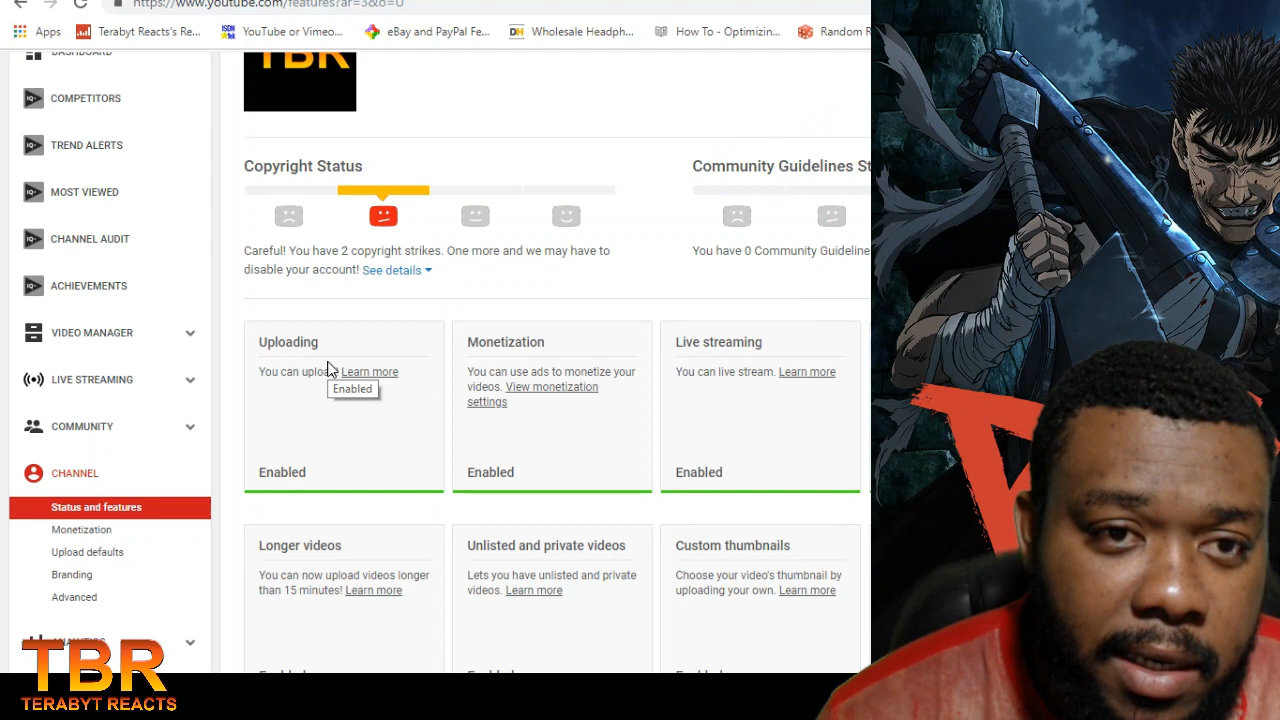 https://www.youtube.com/features?ar=3&o=U
Apps
Terabyt Reacts's Re...
YouTube or Vimeo...
eBay and PayPal Fe...
DH
Wholesale Headph...
How To - Optimizin...
Random R
DASHBOARD
COMPETITORS
TREND ALERTS
MOST VIEWED
CHANNEL AUDIT
ACHIEVEMENTS
VIDEO MANAGER
LIVE STREAMING
COMMUNITY
CHANNEL
Status and features
Monetization
Upload defaults
Branding
Advanced
ANALYTICS
TBR
TERABYT REACTS
TBR
Copyright Status
Careful! You have 2 copyright strikes. One more and we may have to
disable your account! See details
Community Guidelines St
You have 0 Community Guideline
Uploading
You can uploa Learn more
Enabled
Enabled
Monetization
You can use ads to monetize your
videos. View monetization
settings
Enabled
Live streaming
You can live stream. Learn more
Enabled
Longer videos
You can now upload videos longer
than 15 minutes! Learn more
Unlisted and private videos
Lets you have unlisted and private
videos. Learn more
Custom thumbnails
Choose your video's thumbnail by
uploading your own. Learn more